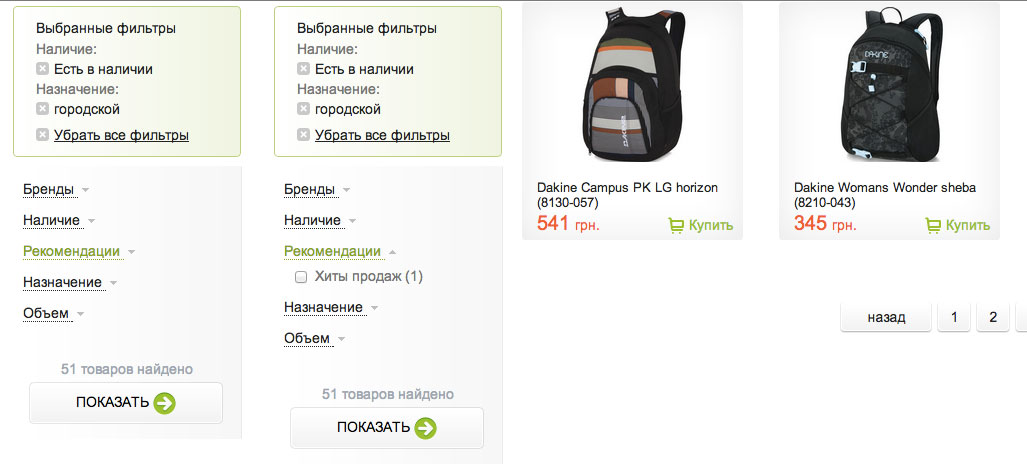 Выбранные фильтры
Наличие:
Есть в наличии
Назначение:
городской
Убрать все фильтры
Бренды
Наличие
Рекомендации
Назначение
Объем
51 товаров найдено
ПОКАЗАТЬ
Выбранные фильтры
Наличие:
Есть в наличии
Назначение:
городской
Убрать все фильтры
Бренды
Наличие
Рекомендации
Хиты продаж (1)
Назначение
Объем
51 товаров найдено
ПОКАЗАТЬ
DAKINE
Dakine Campus PK LG horizon
(8130-057)
541 грн.
Купить
DAKINE
Dakine Womans Wonder sheba
(8210-043)
345 грн.
Купить
назад 1 2